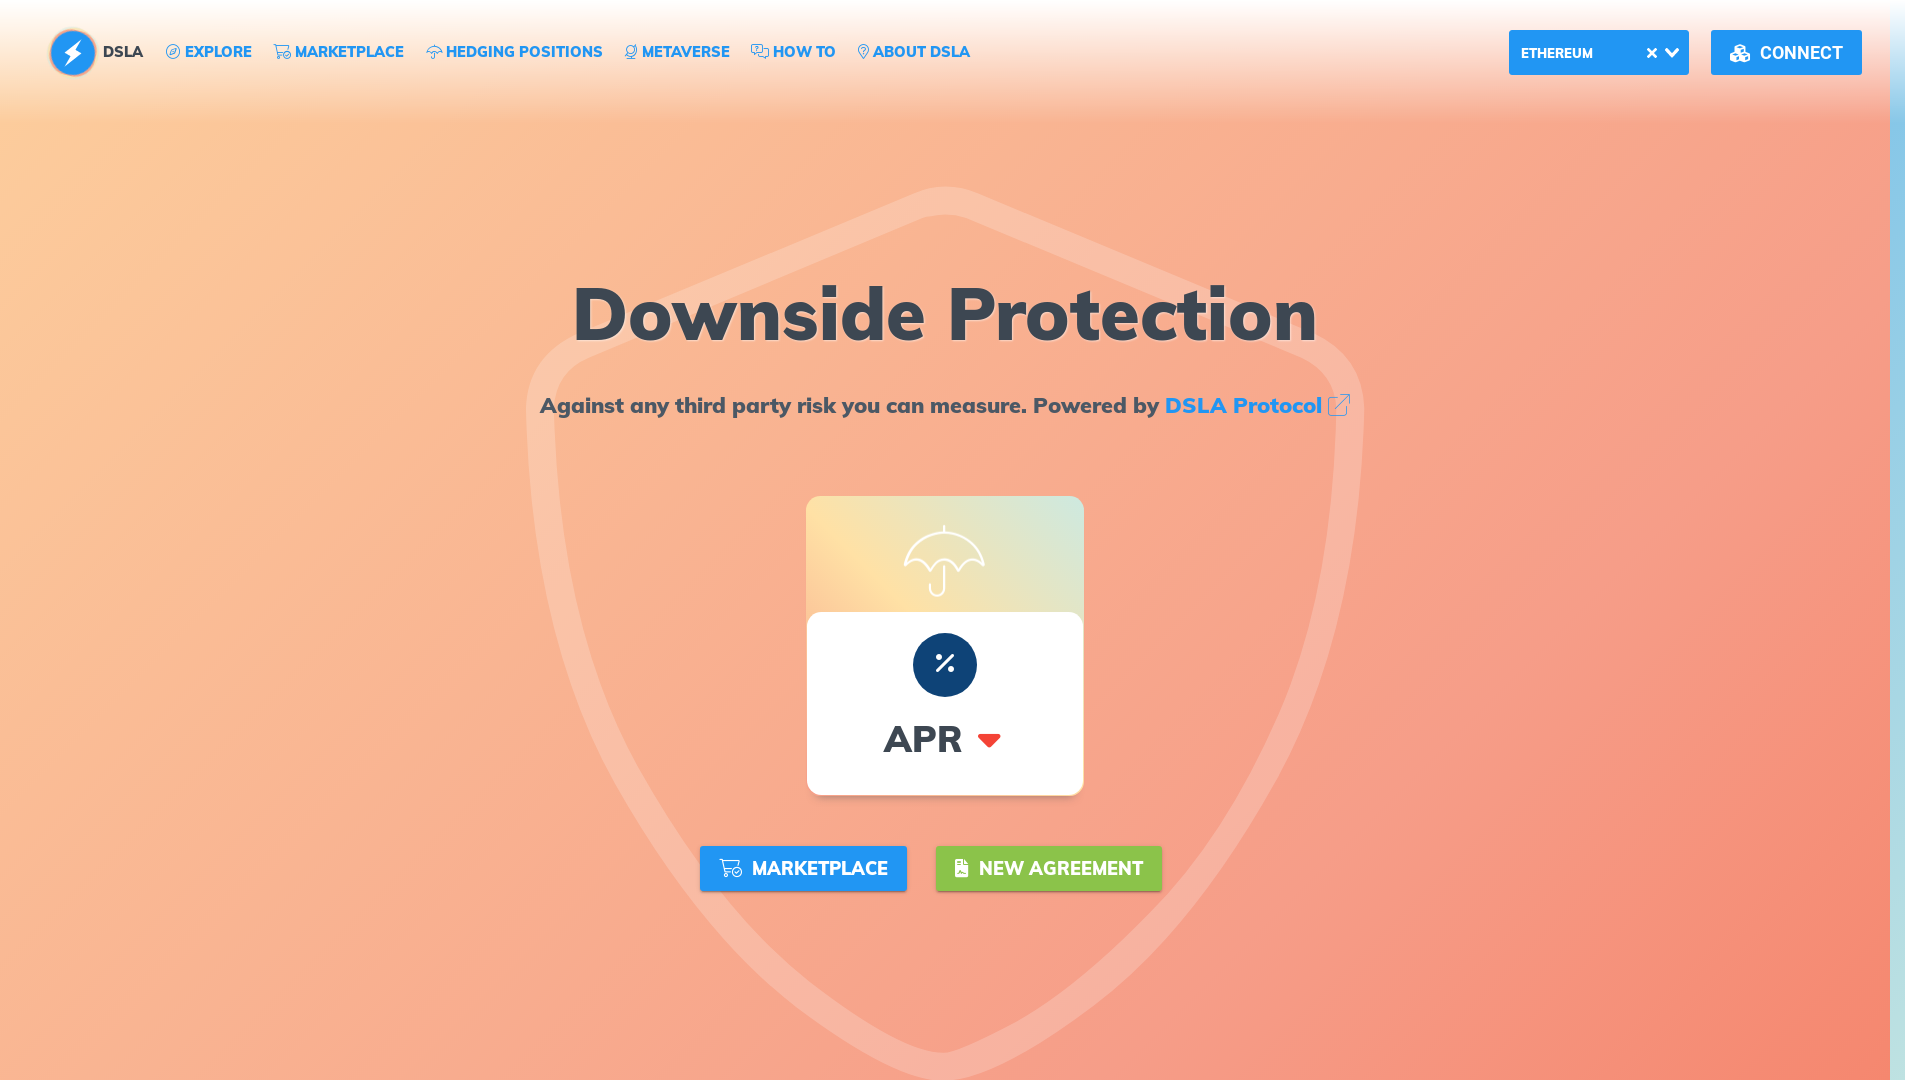 DSLA EXPLORE MARKETPLACE HEDGING POSITIONS METAVERSE HOW TO ABOUT DSLA ETHEREUM CONNECT
Downside Protection
Against any third party risk you can measure. Powered by DSLA Protocol
%
APR
MARKETPLACE NEW AGREEMENT